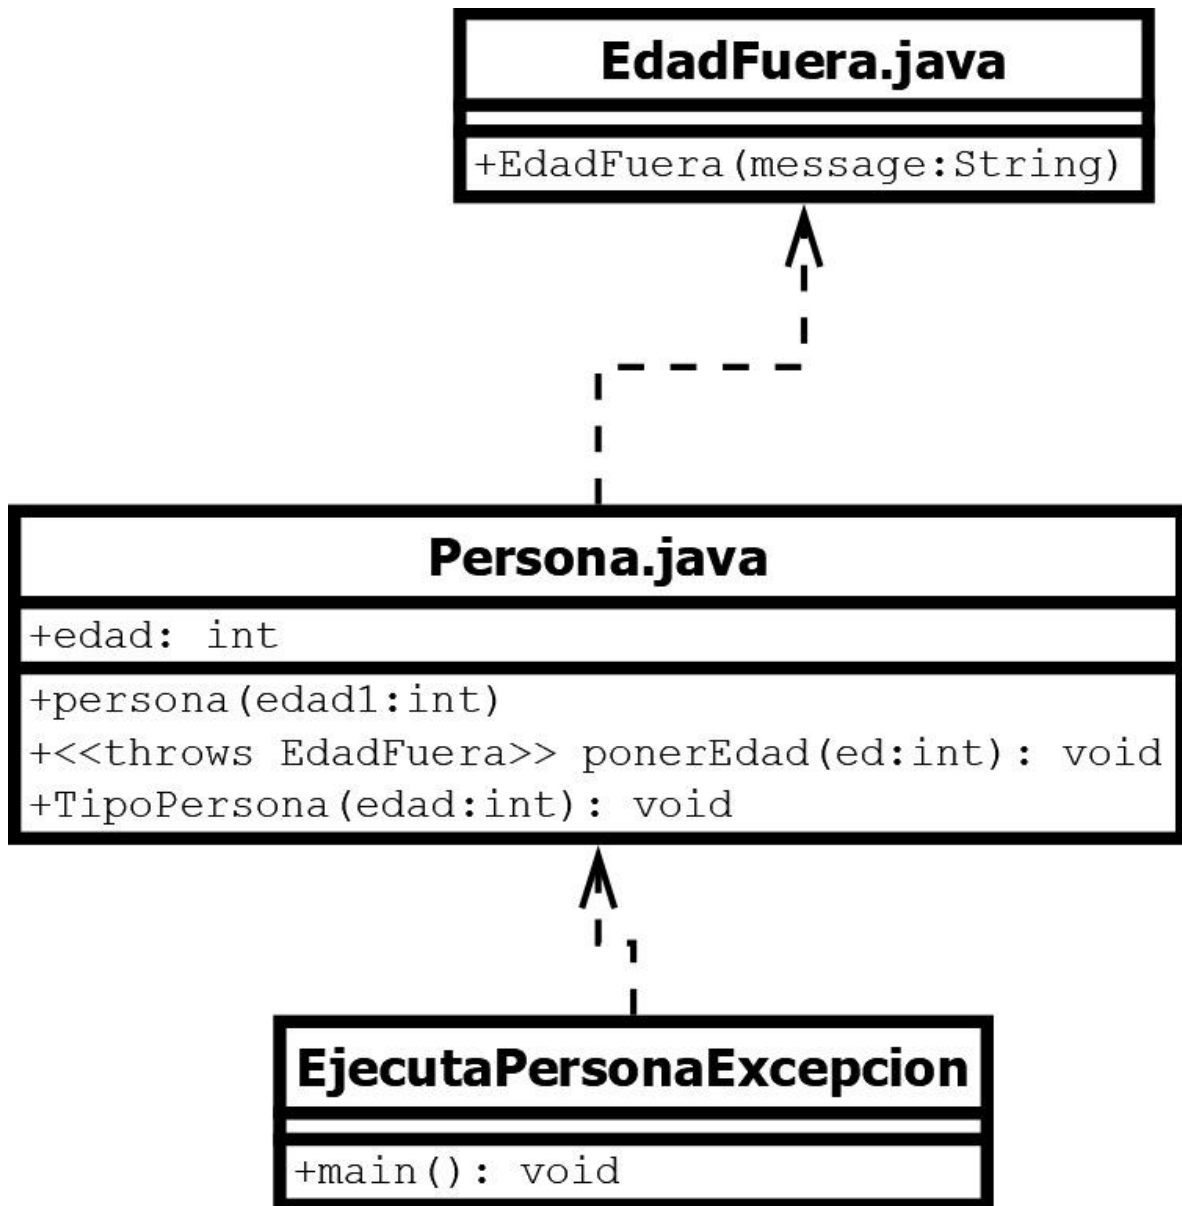 EdadFuera.java
+EdadFuera(message:String)
Persona.java
+edad: int
+persona(edad1:int)
+<<throws EdadFuera>> ponerEdad(ed:int): void
+TipoPersona(edad:int): void
EjecutaPersonaExcepcion
+main(): void